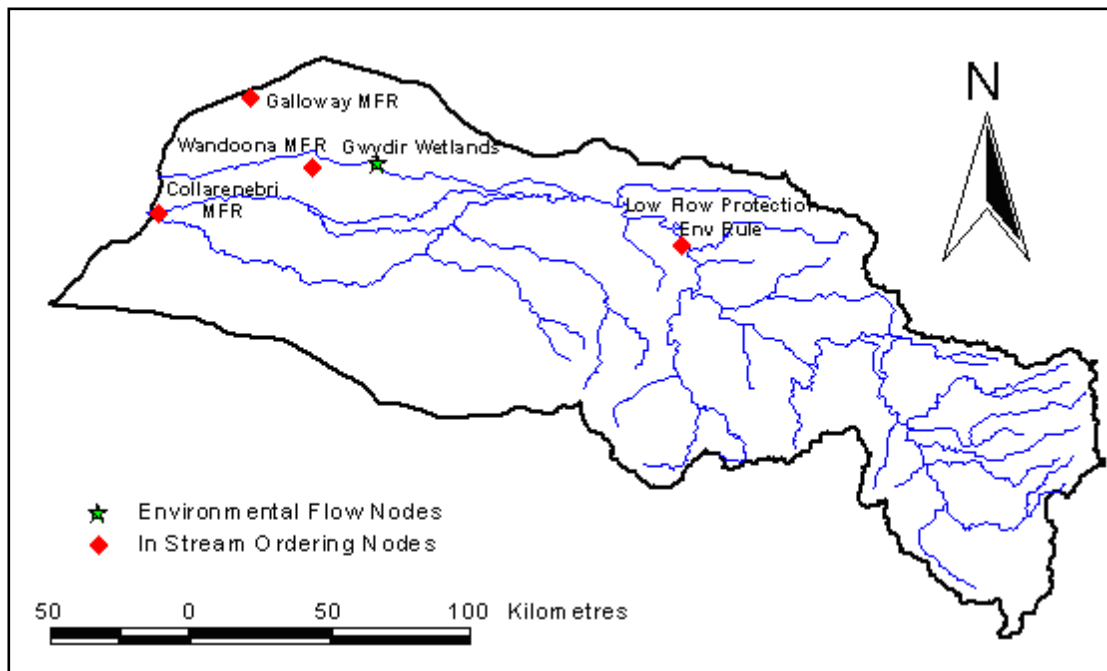 N
Galloway MFR
Wandoona MFR
Gwydir Wetlands
Collarenebri
MFR
Low Flow Protection
Env Rule
Environmental Flow Nodes
In Stream Ordering Nodes
50 0 50 100 Kilometres